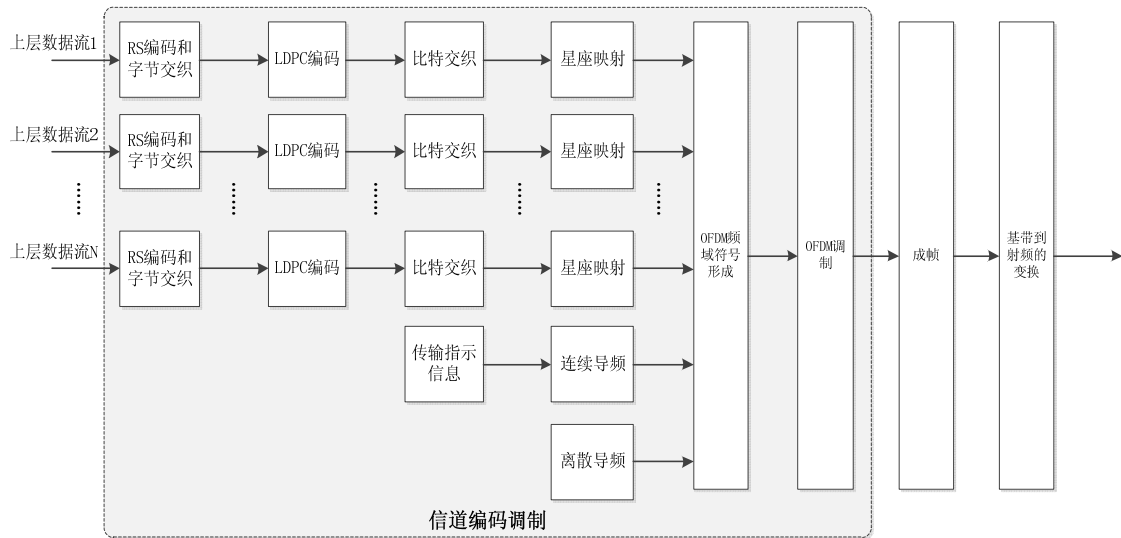 上层数据流1
RS编码和
字节交织
LDPC编码
比特交织
星座映射
上层数据流2
RS编码和
字节交织
LDPC编码
比特交织
星座映射
上层数据流N
RS编码和
字节交织
LDPC编码
比特交织
星座映射
OFDM频
域符号
形成
OFDM调
制
成帧
基带到
射频的
变换
传输指示
信息
连续导频
离散导频
信道编码调制